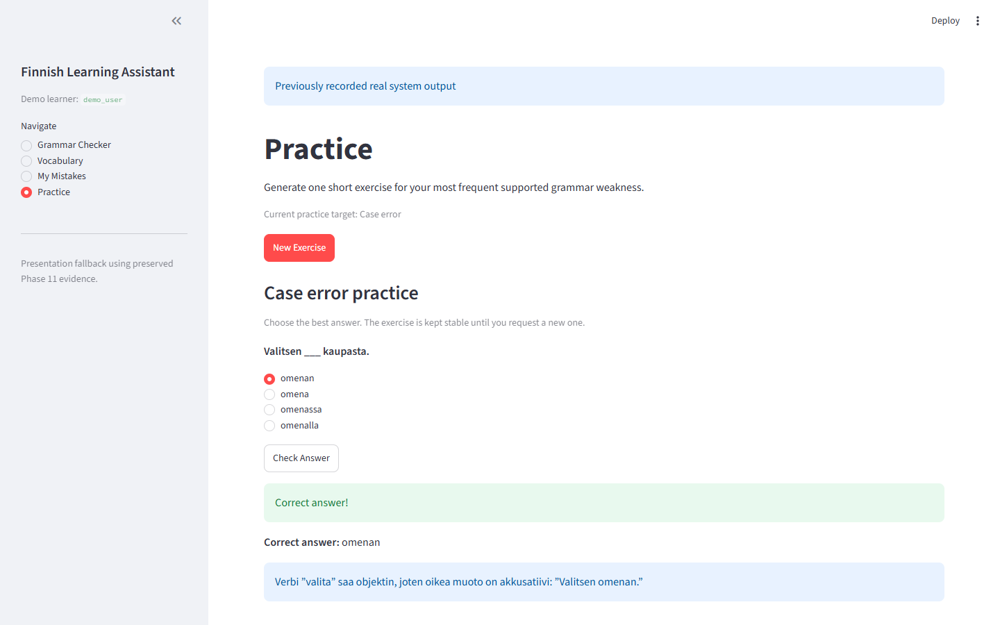 Deploy
Finnish Learning Assistant
Demo learner: demo_user
Navigate
Grammar Checker
Vocabulary
My Mistakes
Practice
Presentation fallback using preserved
Phase 11 evidence.
Previously recorded real system output
Practice
Generate one short exercise for your most frequent supported grammar weakness.
Current practice target: Case error
New Exercise
Case error practice
Choose the best answer. The exercise is kept stable until you request a new one.
Valitsen ___ kaupasta.
omenan
omena
omenassa
omenalla
Check Answer
Correct answer!
Correct answer: omenan
Verbi ”valita” saa objektin, joten oikea muoto on akkusatiivi: ”Valitsen omenan.”